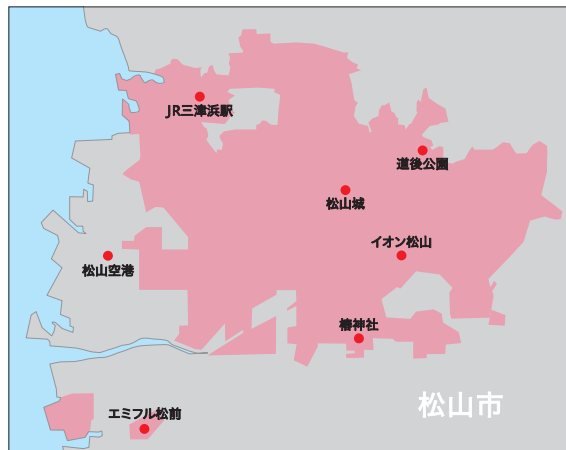 JR三津浜駅
道後公園
松山城
イオン松山
松山空港
椿神社
松山市
エミフル松前